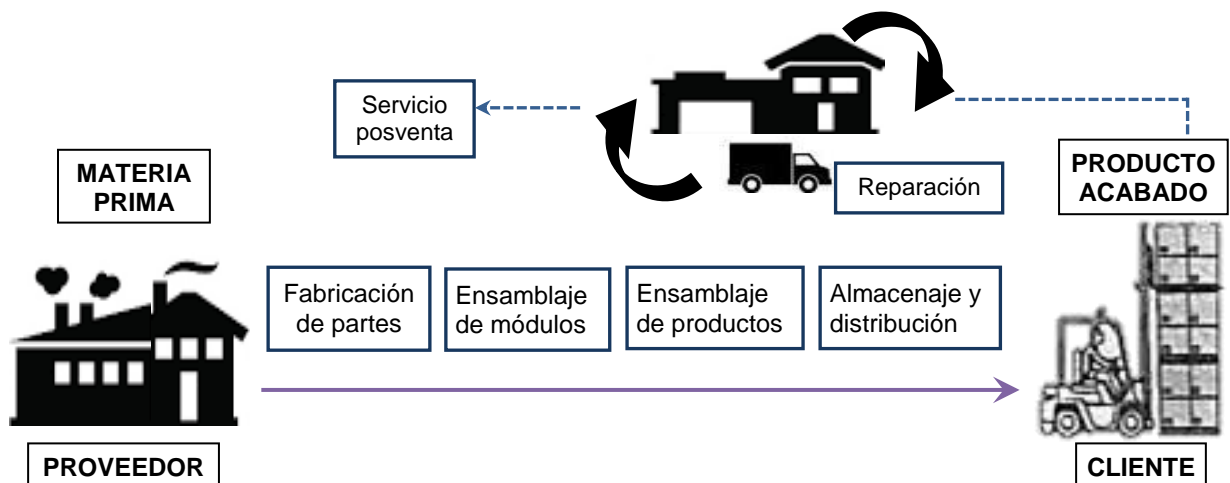 Servicio
posventa
MATERIA
PRIMA
Reparación
PRODUCTO
ACABADO
Fabricación
de partes
Ensamblaje
de módulos
Ensamblaje
de productos
Almacenaje y
distribución
PROVEEDOR
CLIENTE